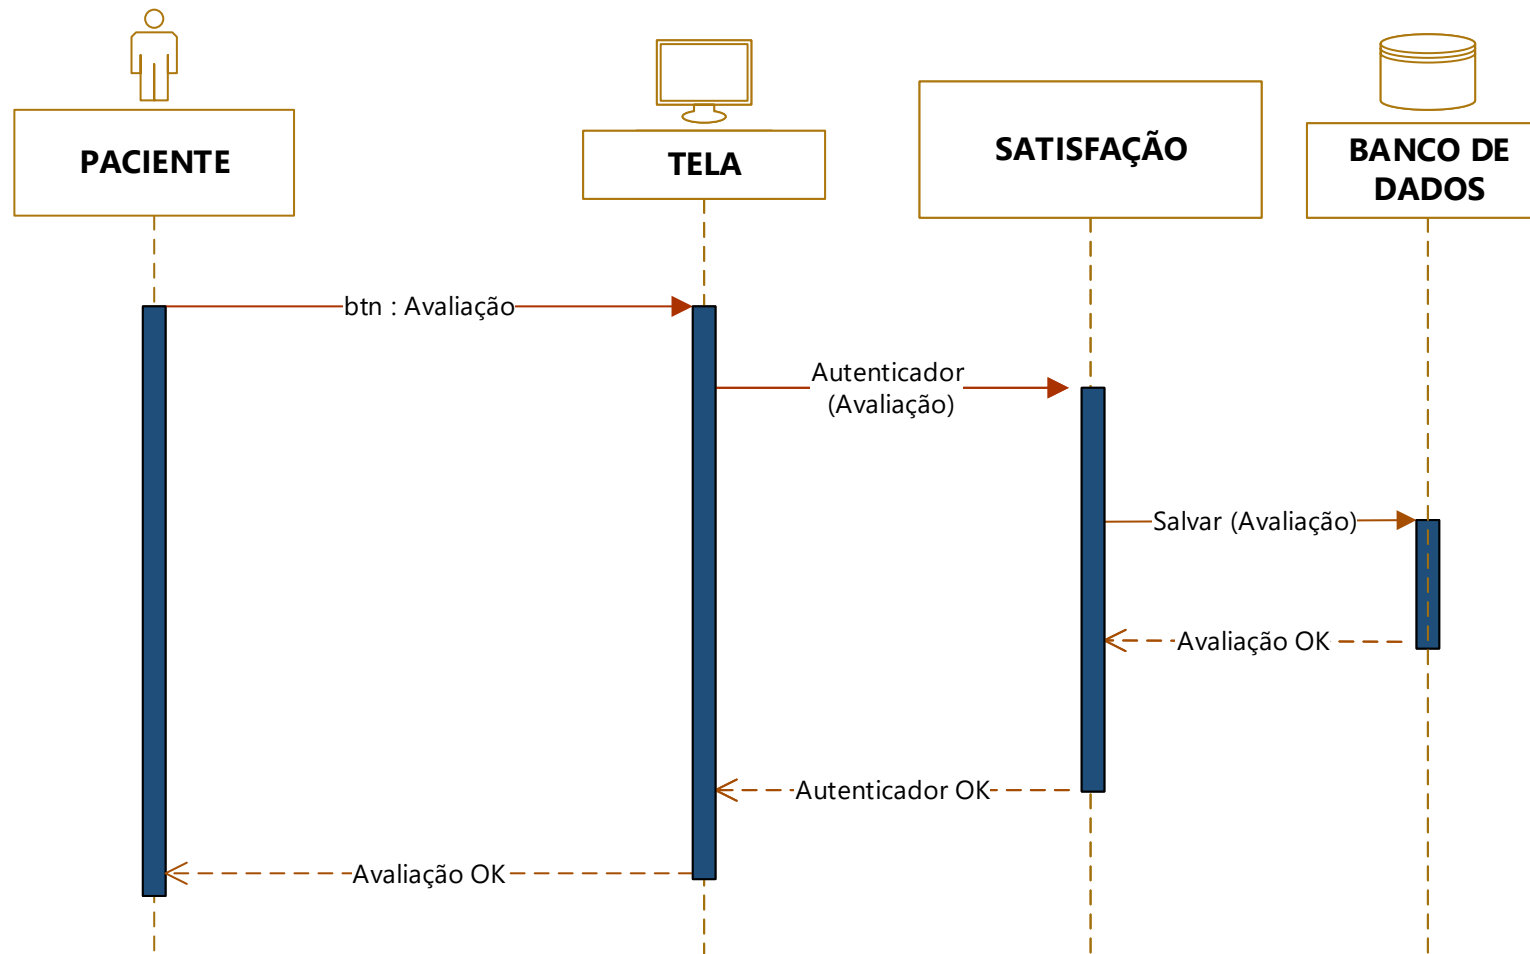 PACIENTE
TELA
SATISFAÇÃO
BANCO DE
DADOS
btn : Avaliação
Autenticador
(Avaliação)
Salvar (Avaliação)
Avaliação OK
Autenticador OK
Avaliação OK